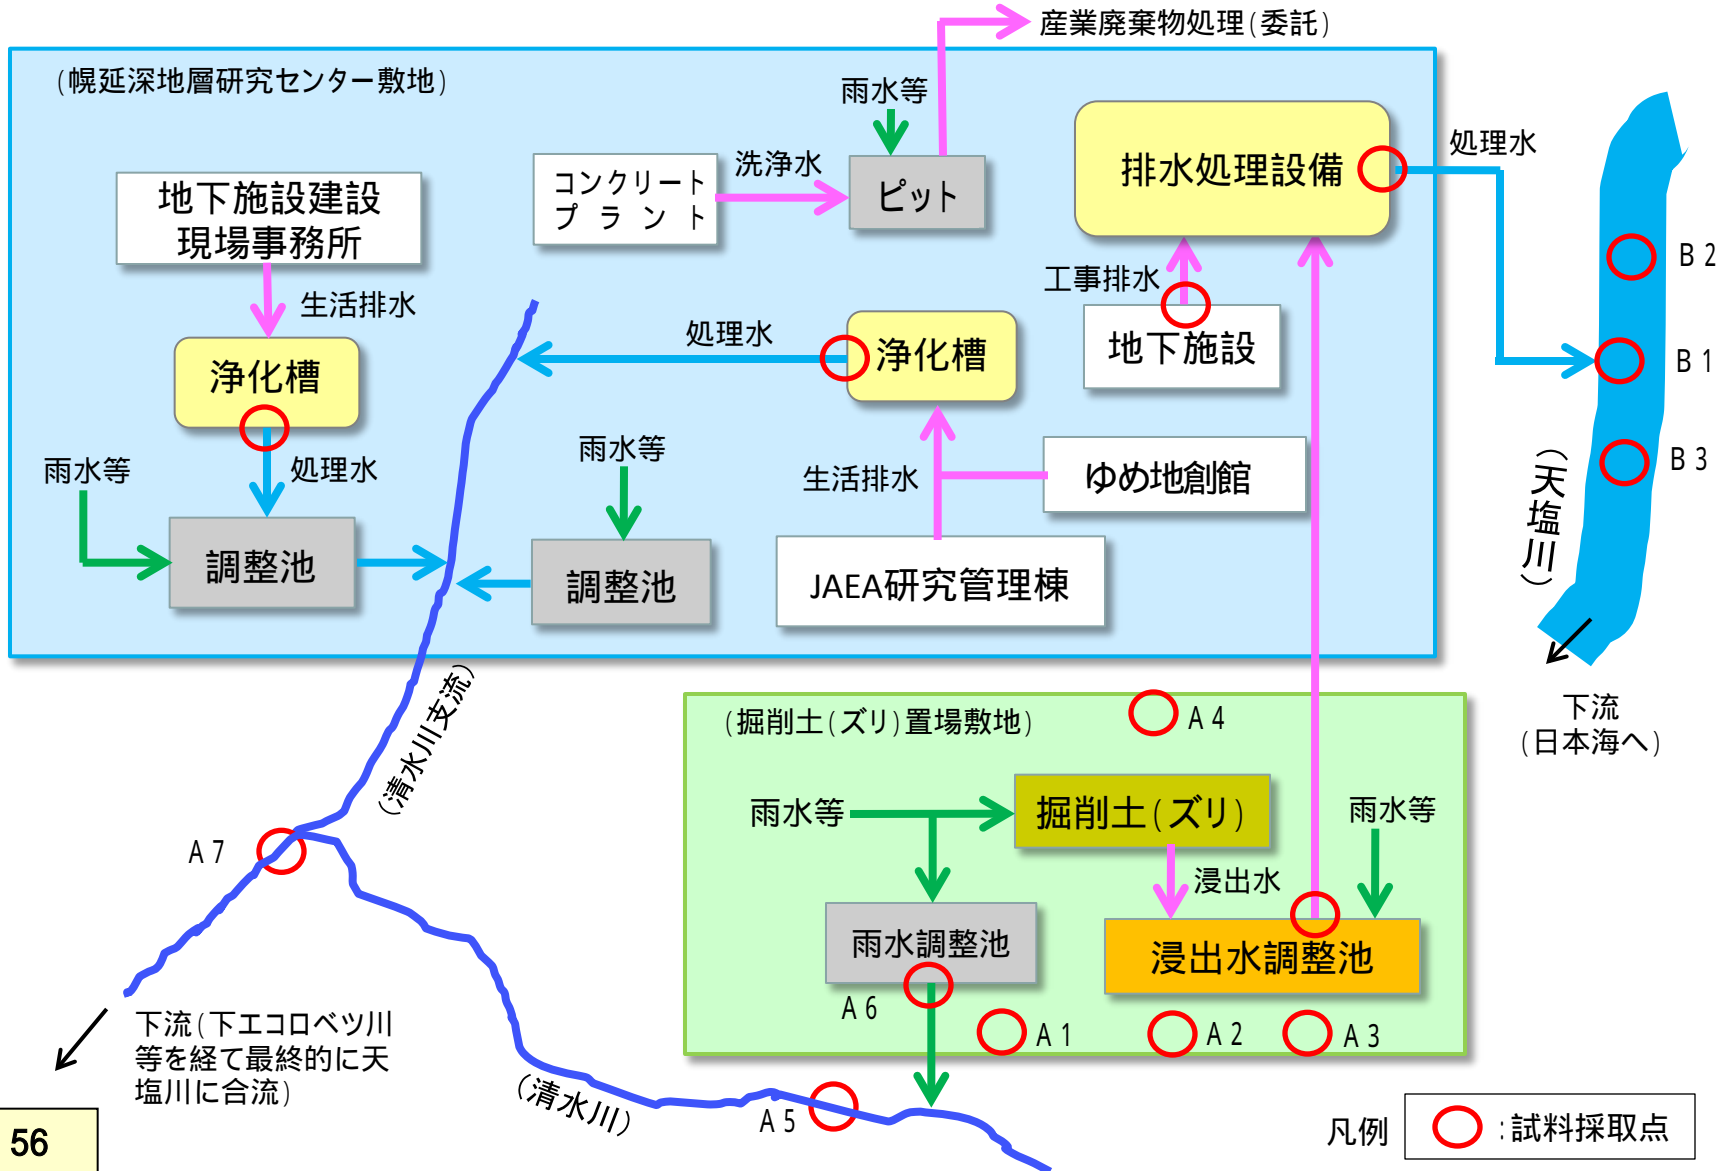 産業廃棄物処理(委託)
(幌延深地層研究センター敷地)
雨水等
処理水
コンクリート
プラント
洗浄水
ピット
排水処理設備
地下施設建設
現場事務所
B 2
工事排水
生活排水
処理水
浄化槽
地下施設
B 1
浄化槽
雨水等
処理水
雨水等
生活排水
ゆめ地創館
B 3
(天塩川)
調整池
調整池
JAEA研究管理棟
(清水川支流)
下流
(日本海へ)
(掘削土(ズリ)置場敷地)
A 4
雨水等
掘削土(ズリ)
雨水等
A 7
浸出水
雨水調整池
浸出水調整池
A 6
A 1
A 2
A 3
下流(下エコロベツ川
等を経て最終的に天
塩川に合流)
(清水川)
A 5
凡例
:試料採取点
56